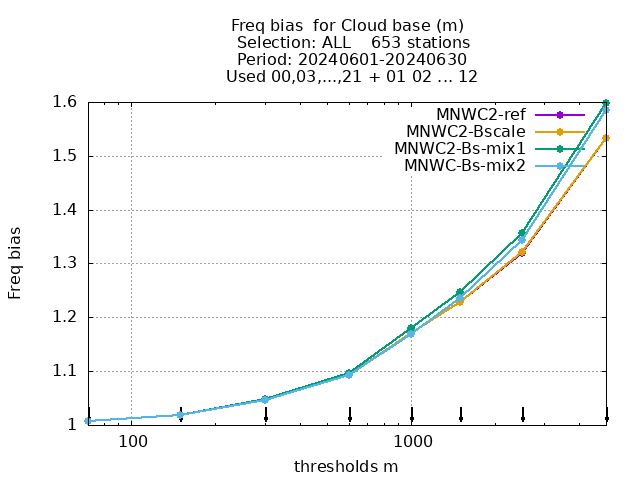 Freq bias  for Cloud base (m)
Selection: ALL    653 stations
Period: 20240601-20240630
Used 00,03,...,21 + 01 02 ... 12
MNWC2-ref
MNWC2-Bscale
MNWC2-Bs-mix1
MNWC-Bs-mix2
1.6
1.5
1.4
1.3
1.2
1.1
1
Freq bias
100
1000
thresholds m